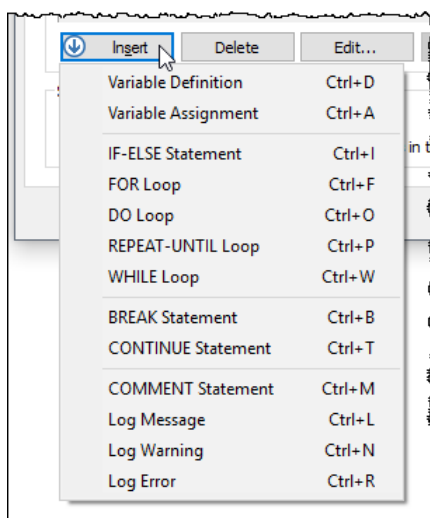 Insert Delete Edit...
Variable Definition Ctrl+D
Variable Assignment Ctrl+A
IF-ELSE Statement Ctrl+I
in t
FOR Loop Ctrl+F
DO Loop Ctrl+O
REPEAT-UNTIL Loop Ctrl+P
WHILE Loop Ctrl+W
BREAK Statement Ctrl+B
CONTINUE Statement Ctrl+T
COMMENT Statement Ctrl+M
Log Message Ctrl+L
Log Warning Ctrl+N
Log Error Ctrl+R